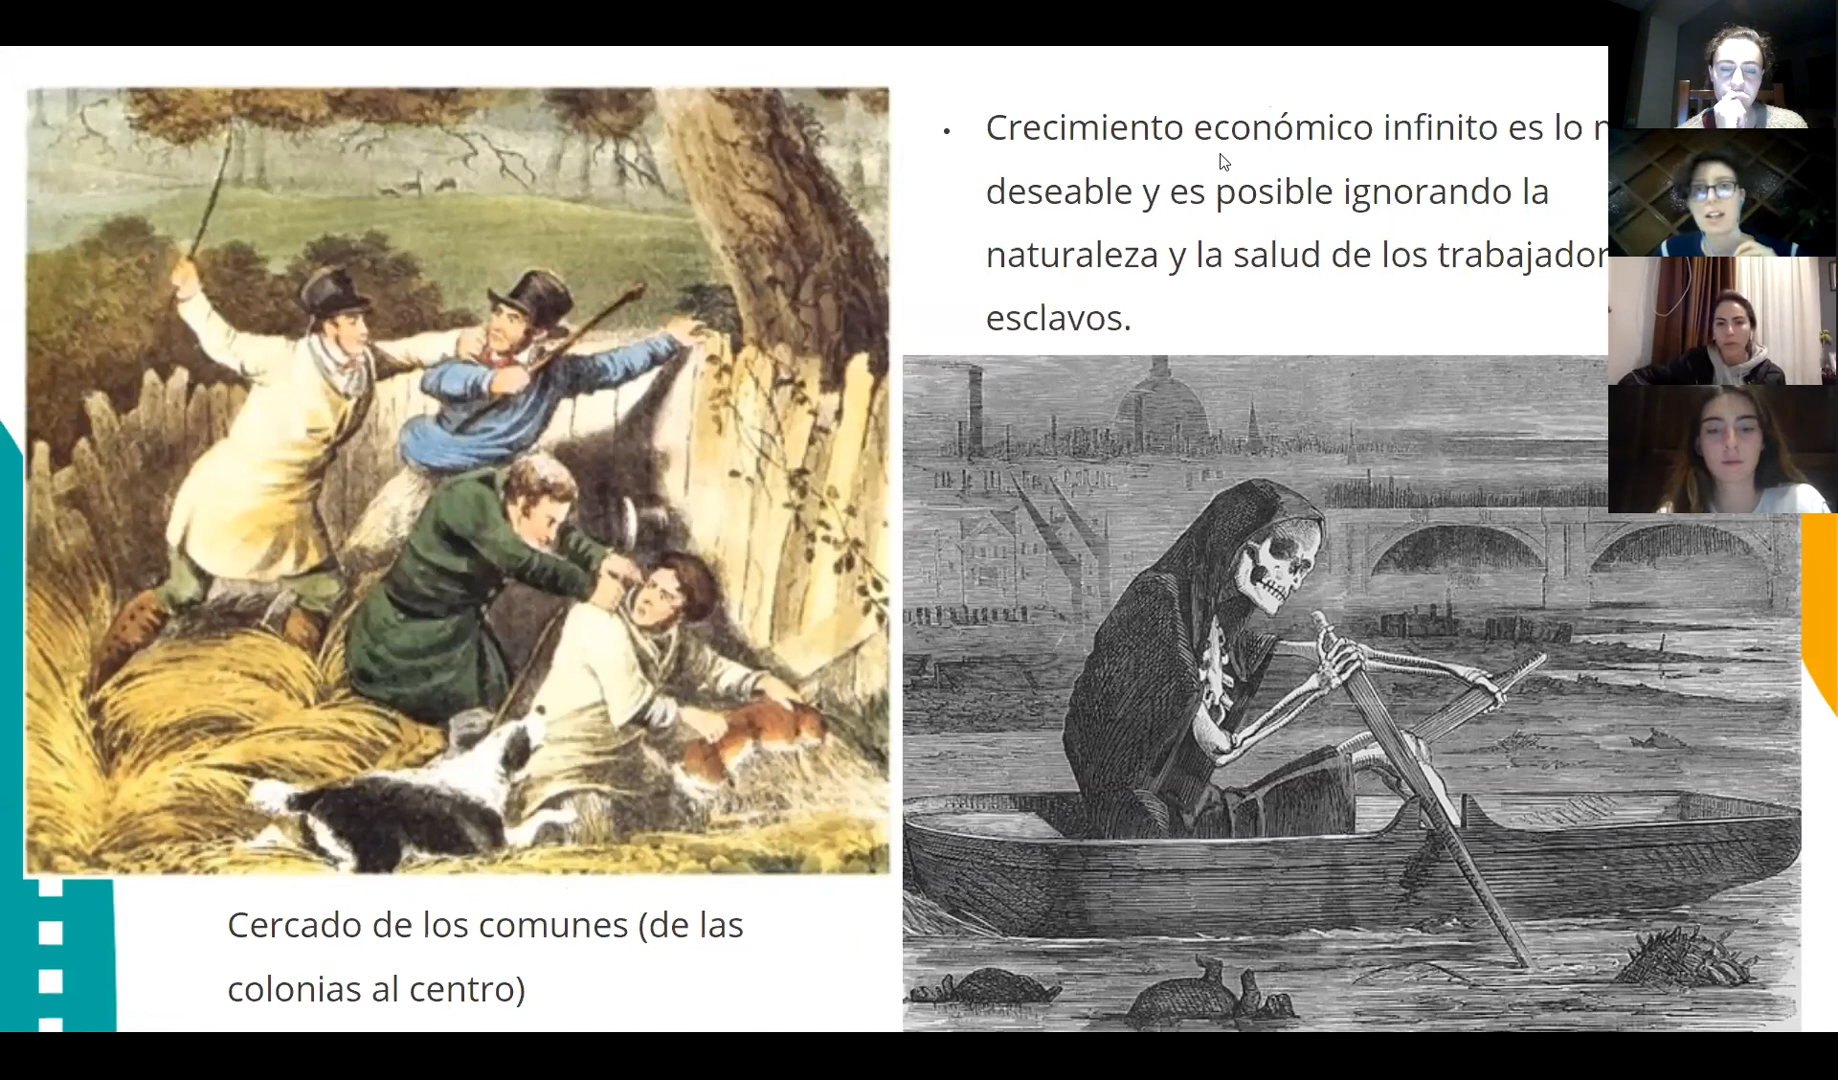 Crecimiento económico infinito es lo
deseable y es posible ignorando la
naturaleza y la salud de los
esclavos.
Cercado de los comunes (de las
colonias al centro)